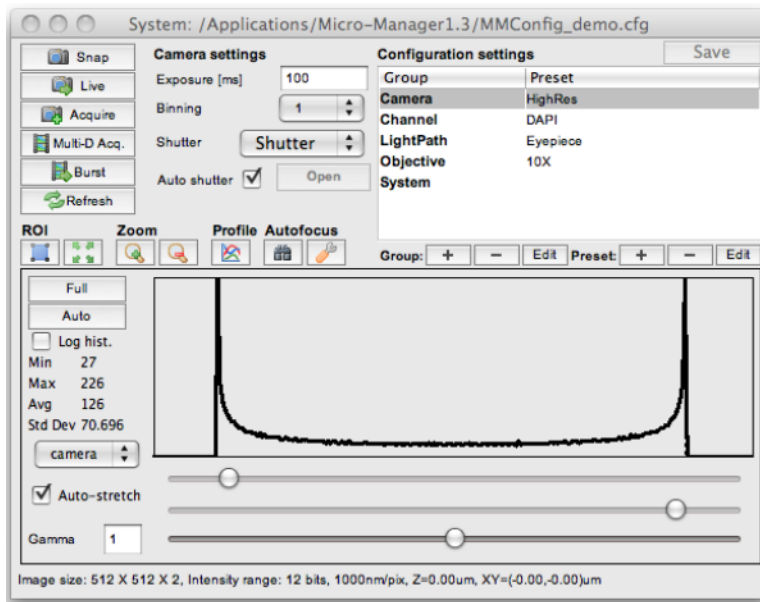 System: /Applications/Micro-Manager1.3/MMConfig_demo.cfg
Snap
Live
Acquire
Multi-D Acq.
Burst
Refresh
Camera settings
Exposure [ms] 100
Binning 1
Shutter Shutter
Auto shutter Open
Configuration settings Save
Group Preset
Camera HighRes
Channel DAPI
LightPath Eyepiece
Objective 10X
System
ROI Zoom Profile Autofocus
Group: + - Edit Preset: + - Edit
Full
Auto
Log hist.
Min 27
Max 226
Avg 126
Std Dev 70.696
camera
Auto-stretch
Gamma 1
Image size: 512 X 512 X 2, Intensity range: 12 bits, 1000nm/pix, Z=0.00um, XY=(-0.00,-0.00)um